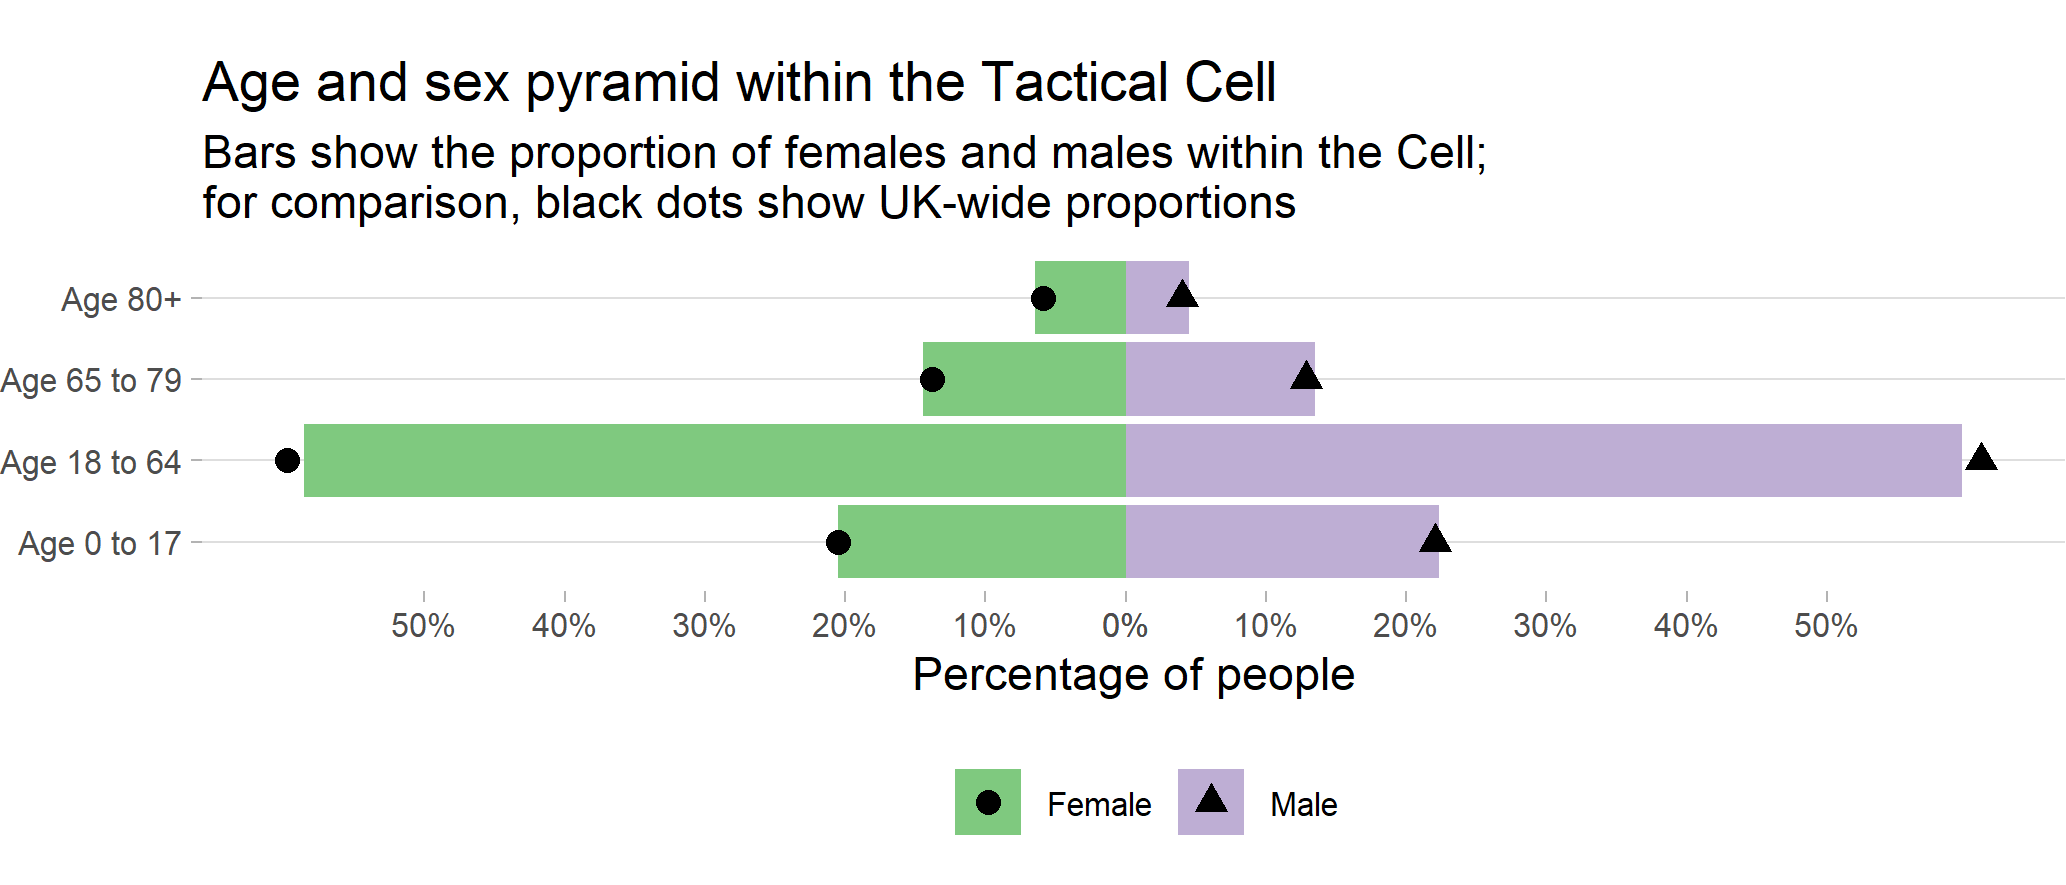 Age and sex pyramid within the Tactical Cell
Bars show the proportion of females and males within the Cell;
for comparison, black dots show UK-wide proportions
Age 80+
Age 65 to 79
Age 18 to 64
Age 0 to 17
50% 40% 30% 20% 10% 0% 10% 20% 30% 40% 50%
Percentage of people
Female Male